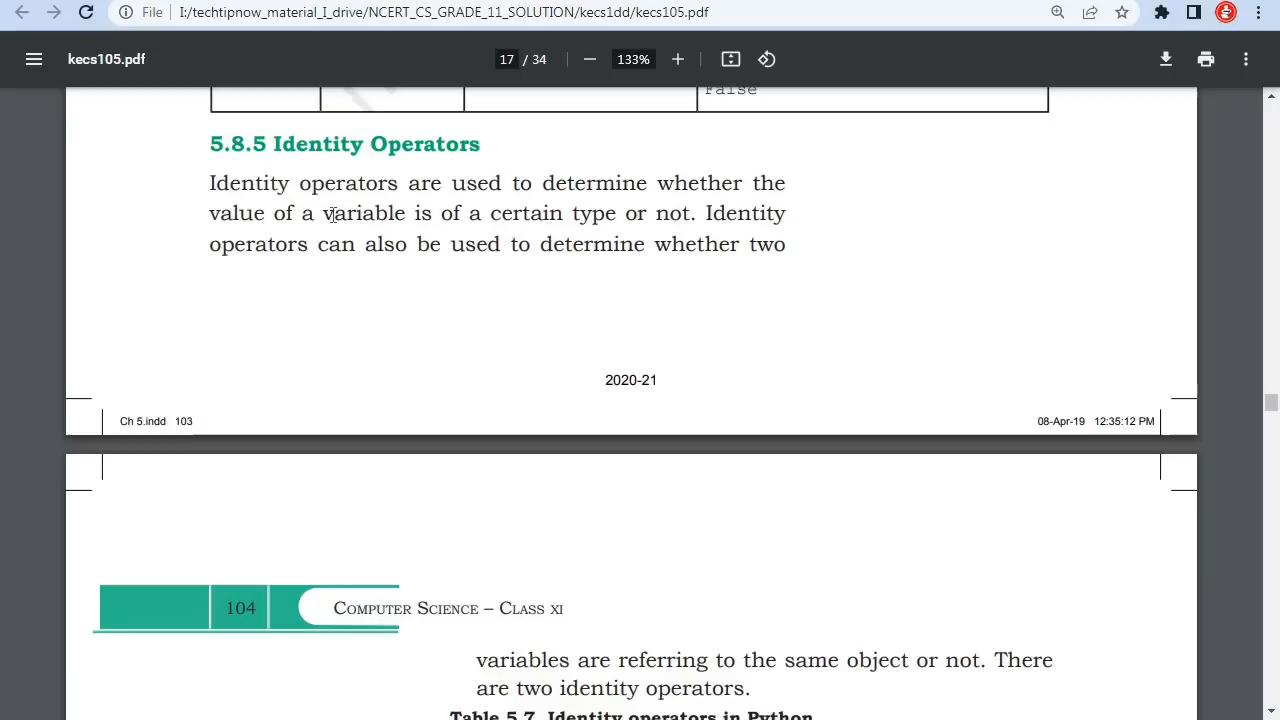 File
I:/techtipnow_material_I_drive/NCERT_CS_GRADE_11_SOLUTION/kecs1dd/kecs105.pdf
kecs105.pdf
17 / 34
133%
False
5.8.5 Identity Operators
Identity operators are used to determine whether the
value of a variable is of a certain type or not. Identity
operators can also be used to determine whether two
2020-21
Ch 5.indd 103
08-Apr-19 12:35:12 PM
104
COMPUTER SCIENCE – CLASS XI
variables are referring to the same object or not. There
are two identity operators.
Table 5.7 Identity operators in Python